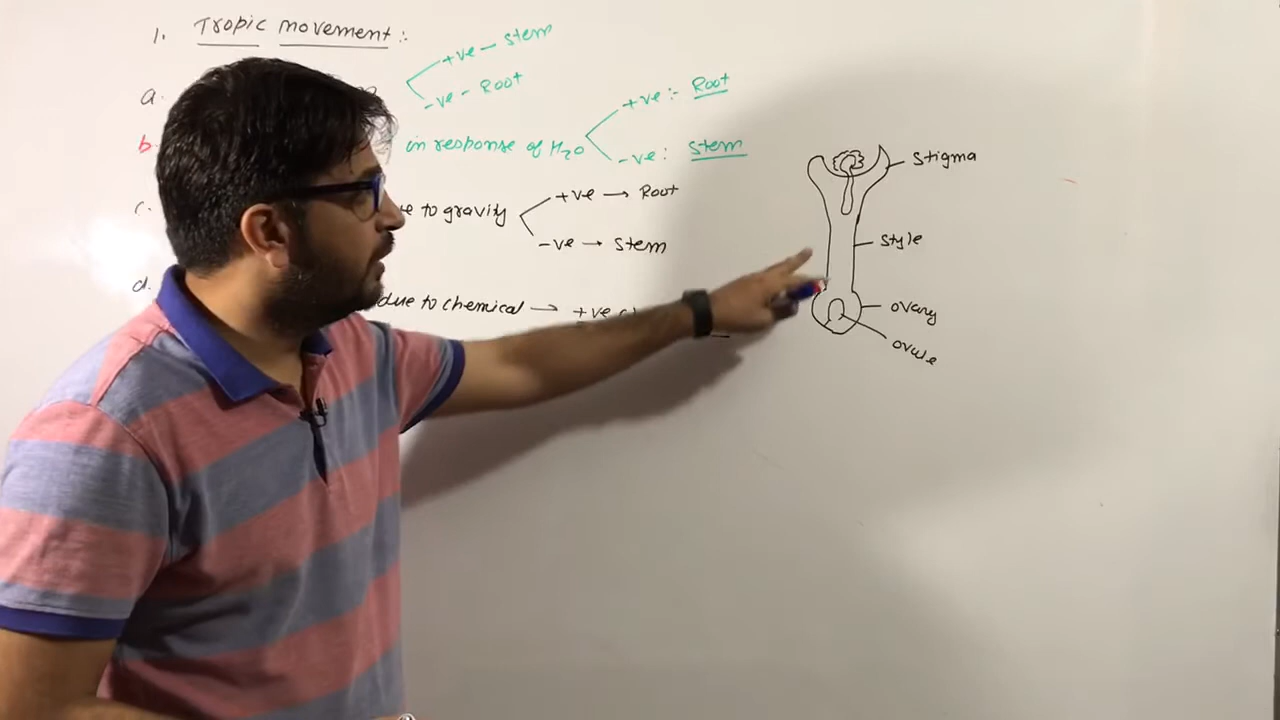 1. Tropic movement :
+ve - stem
a.
-ve - Root
+ve :- Root
b in response of H2O
-ve : stem
c. to gravity
+ve → Root
-ve → stem
d. due to chemical → +ve
stigma
style
ovary
ovule